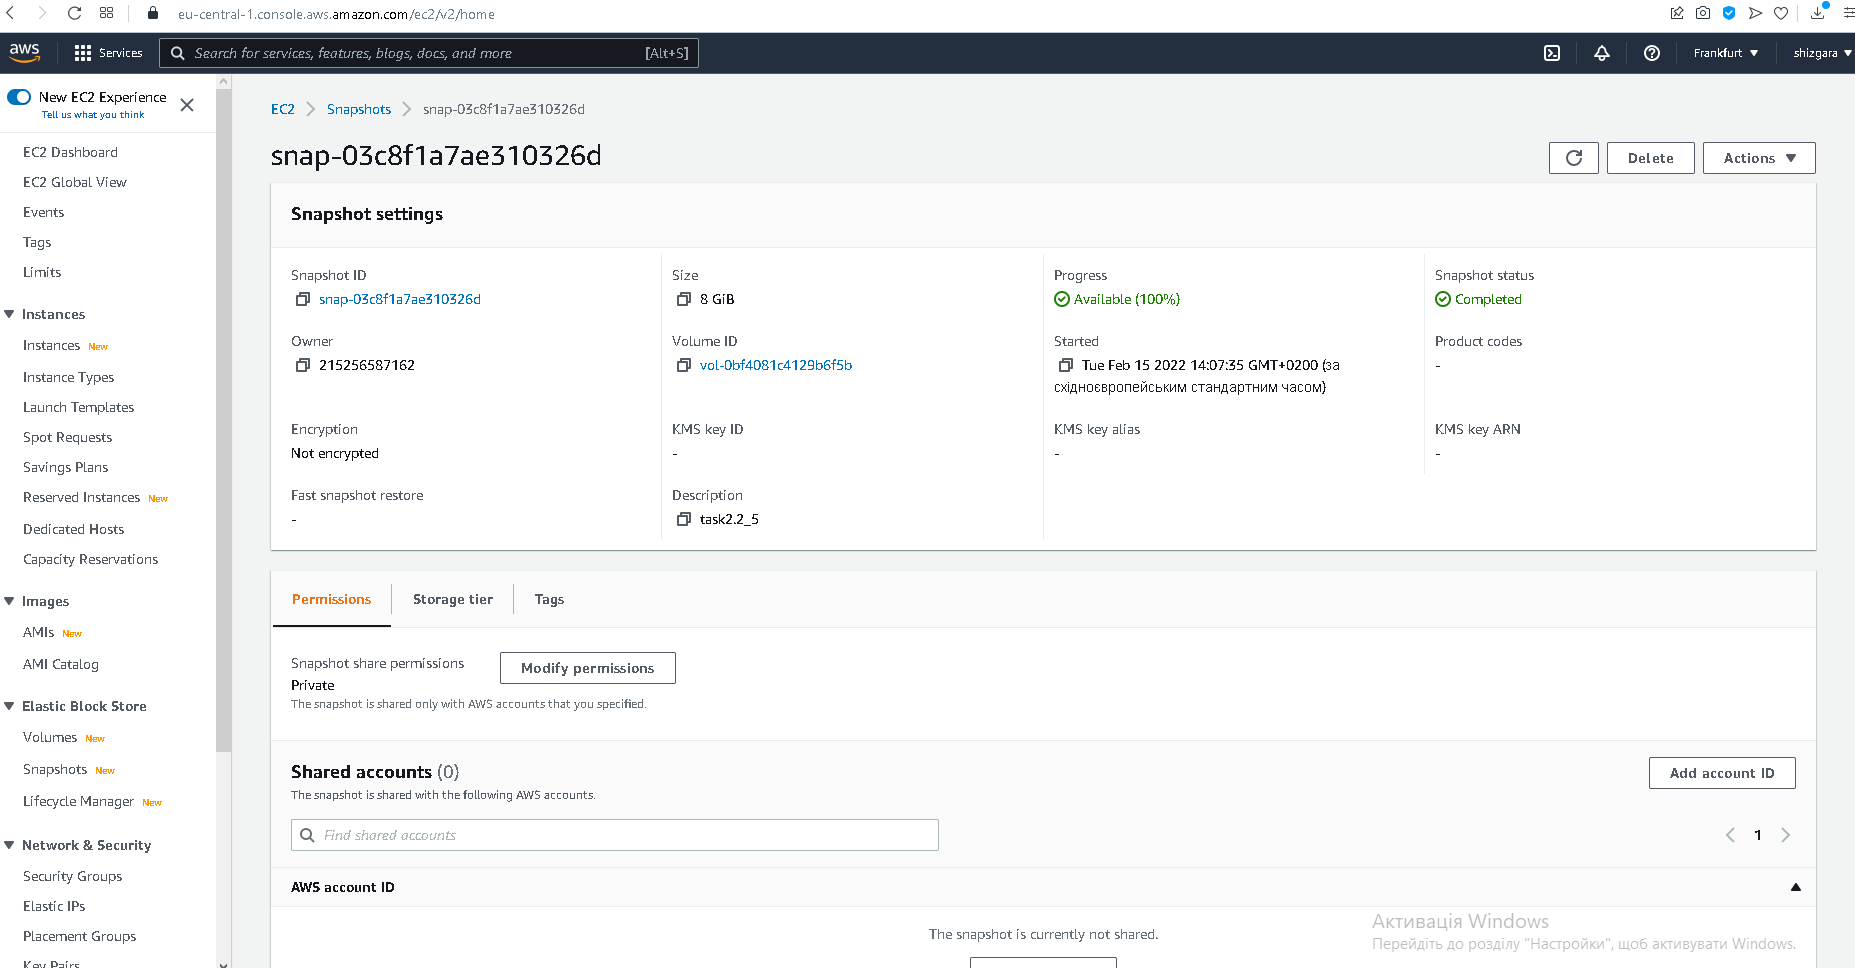 eu-central-1.console.aws.amazon.com/ec2/v2/home
aws
Services
Search for services, features, blogs, docs, and more
[Alt+S]
Frankfurt
shizgara
New EC2 Experience
Tell us what you think
EC2 Dashboard
EC2 Global View
Events
Tags
Limits
Instances
Instances New
Instance Types
Launch Templates
Spot Requests
Savings Plans
Reserved Instances New
Dedicated Hosts
Capacity Reservations
Images
AMIs New
AMI Catalog
Elastic Block Store
Volumes New
Snapshots New
Lifecycle Manager New
Network & Security
Security Groups
Elastic IPs
Placement Groups
Key Pairs
EC2 Snapshots snap-03c8f1a7ae310326d
snap-03c8f1a7ae310326d
Delete
Actions
Snapshot settings
Snapshot ID
snap-03c8f1a7ae310326d
Size
8 GiB
Progress
Available (100%)
Snapshot status
Completed
Owner
215256587162
Volume ID
vol-0bf4081c4129b6f5b
Started
Tue Feb 15 2022 14:07:35 GMT+0200 (за
східноєвропейським стандартним часом)
Product codes
-
Encryption
Not encrypted
KMS key ID
-
KMS key alias
-
KMS key ARN
-
Fast snapshot restore
-
Description
task2.2_5
Permissions
Storage tier
Tags
Snapshot share permissions
Private
The snapshot is shared only with AWS accounts that you specified.
Modify permissions
Shared accounts (0)
The snapshot is shared with the following AWS accounts.
Add account ID
Find shared accounts
1
AWS account ID
The snapshot is currently not shared.
Активація Windows
Перейдіть до розділу "Настройки", щоб активувати Windows.